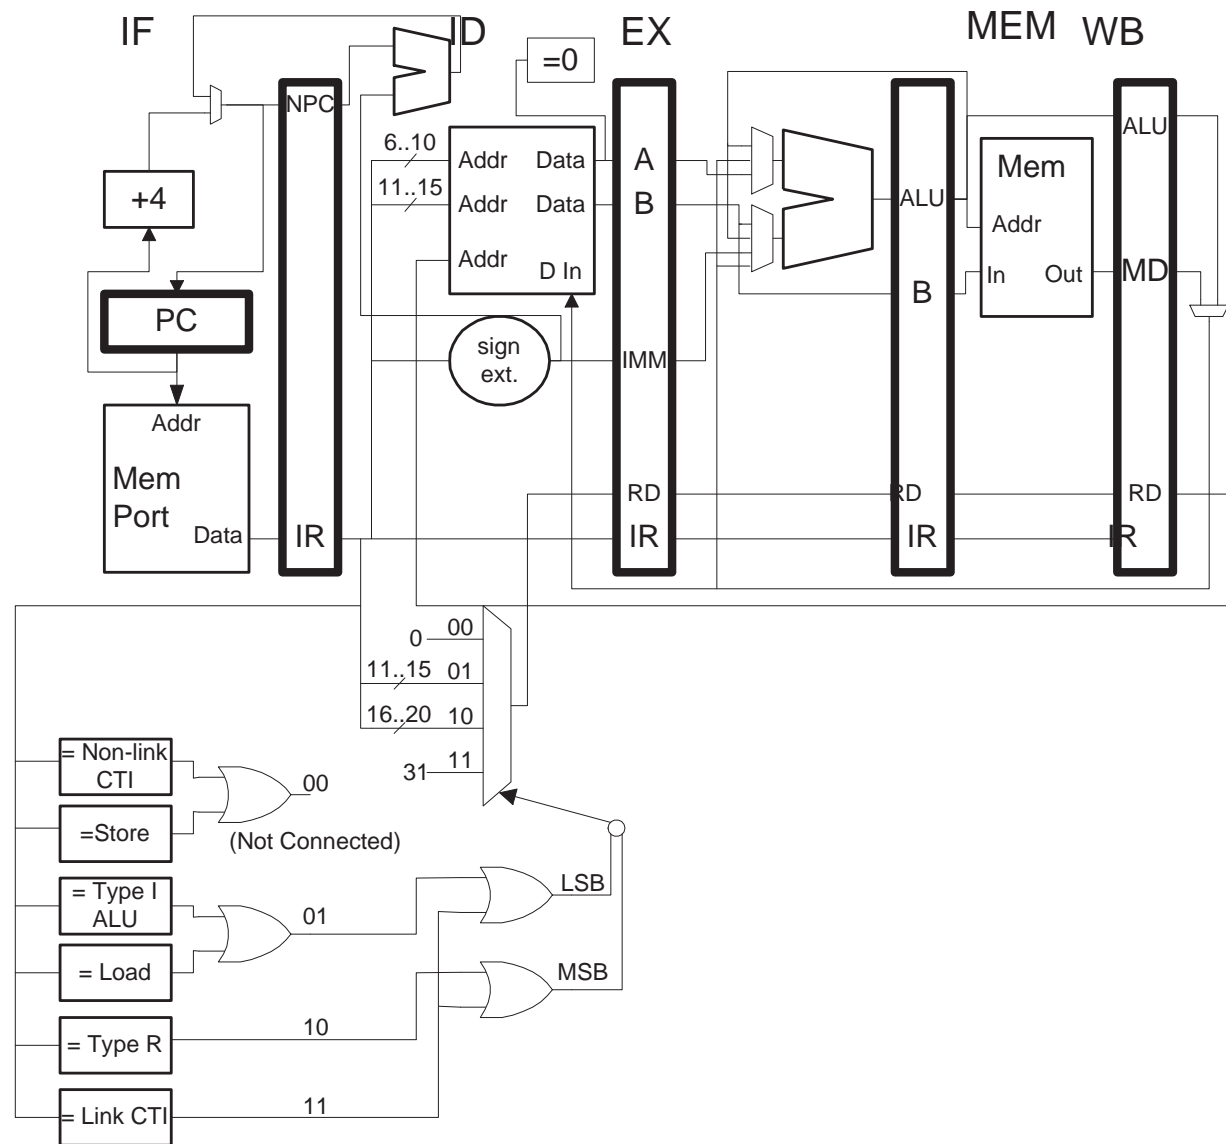 IF
ID
EX
MEM
WB
=0
NPC
ALU
6..10
Addr
Data
A
Mem
+4
11..15
Addr
Data
B
ALU
Addr
Addr
D In
In
Out
MD
B
PC
sign
ext.
IMM
Addr
Mem
Port
Data
RD
RD
RD
IR
IR
IR
IR
0
00
11..15
01
16..20
10
31
11
= Non-link
CTI
00
=Store
(Not Connected)
= Type I
ALU
01
LSB
= Load
MSB
= Type R
10
= Link CTI
11